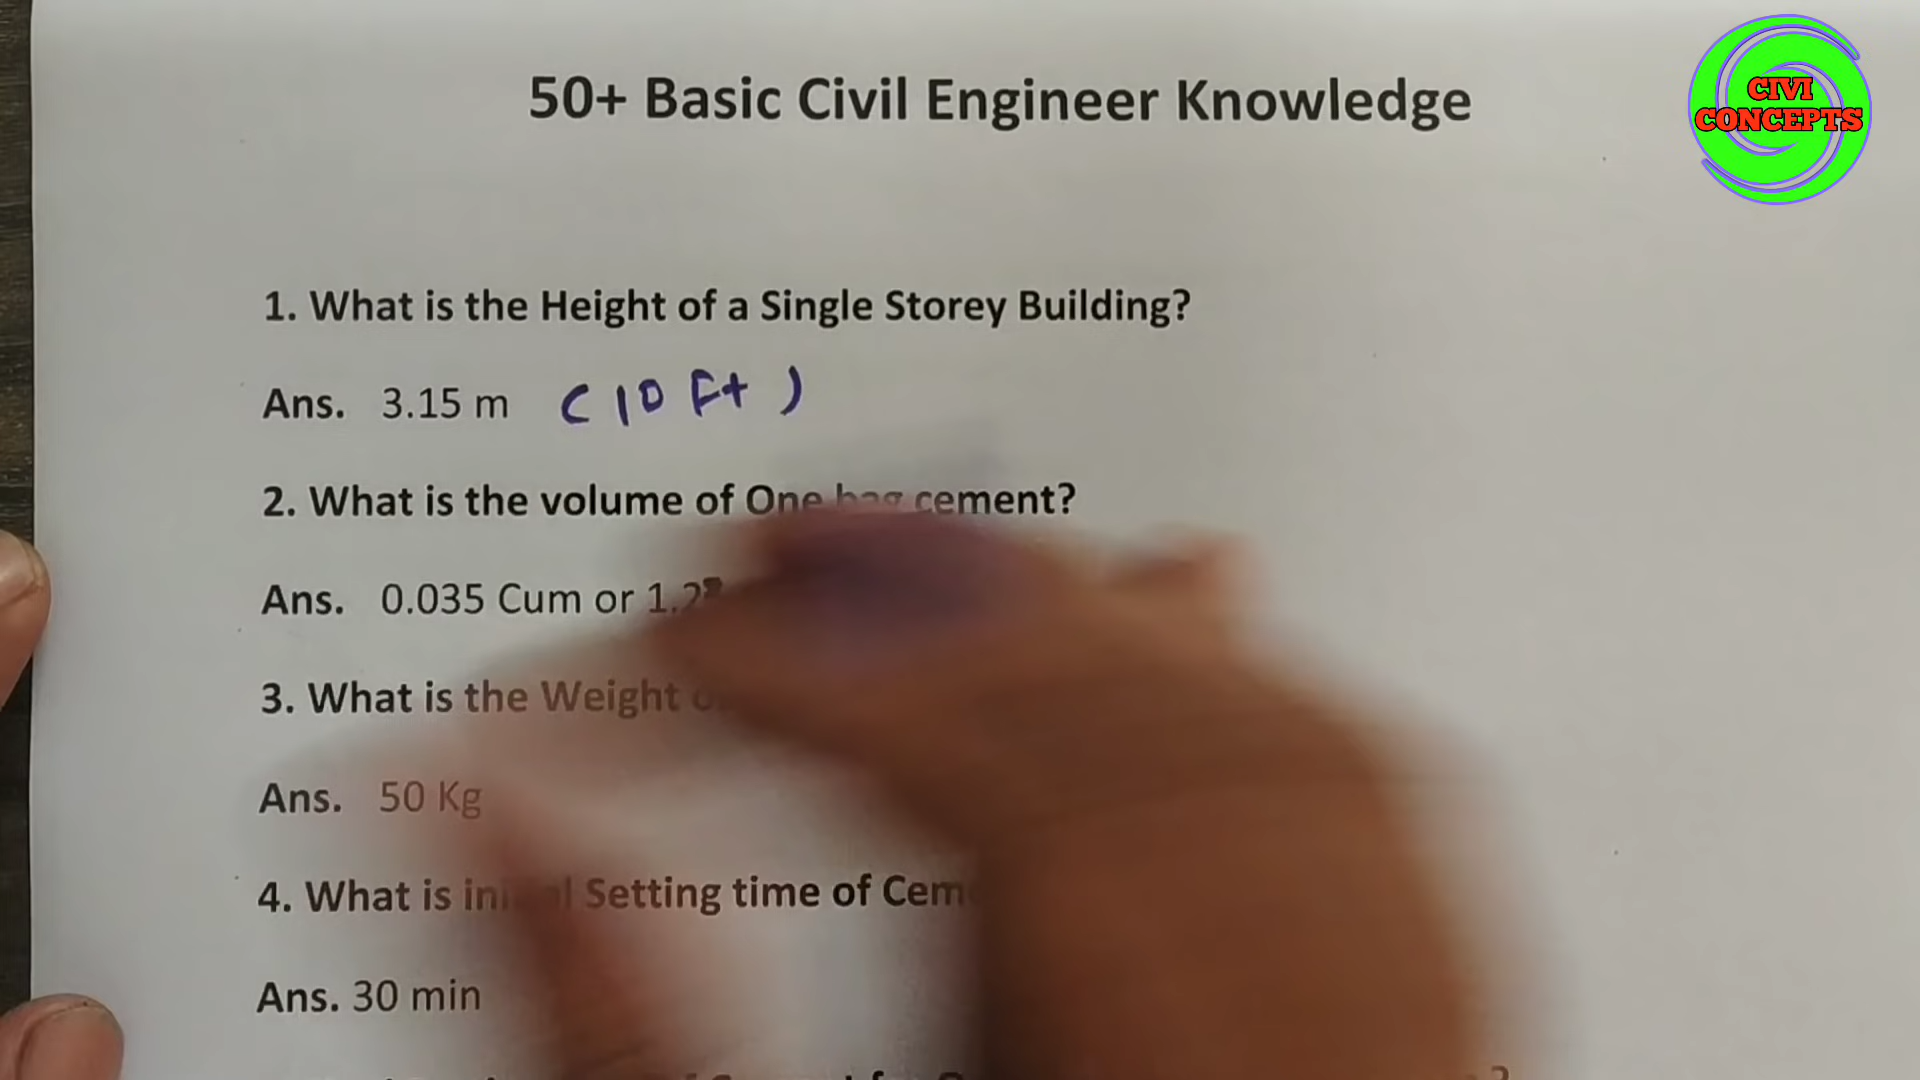 50+ Basic Civil Engineer Knowledge
CIVI
CONCEPTS
1. What is the Height of a Single Storey Building?
Ans. 3.15 m (10 Ft)
2. What is the volume of One bag cement?
Ans. 0.035 Cum or
3. What is the Weight
Ans. 50 Kg
4. What is initial Setting time of
Ans. 30 min